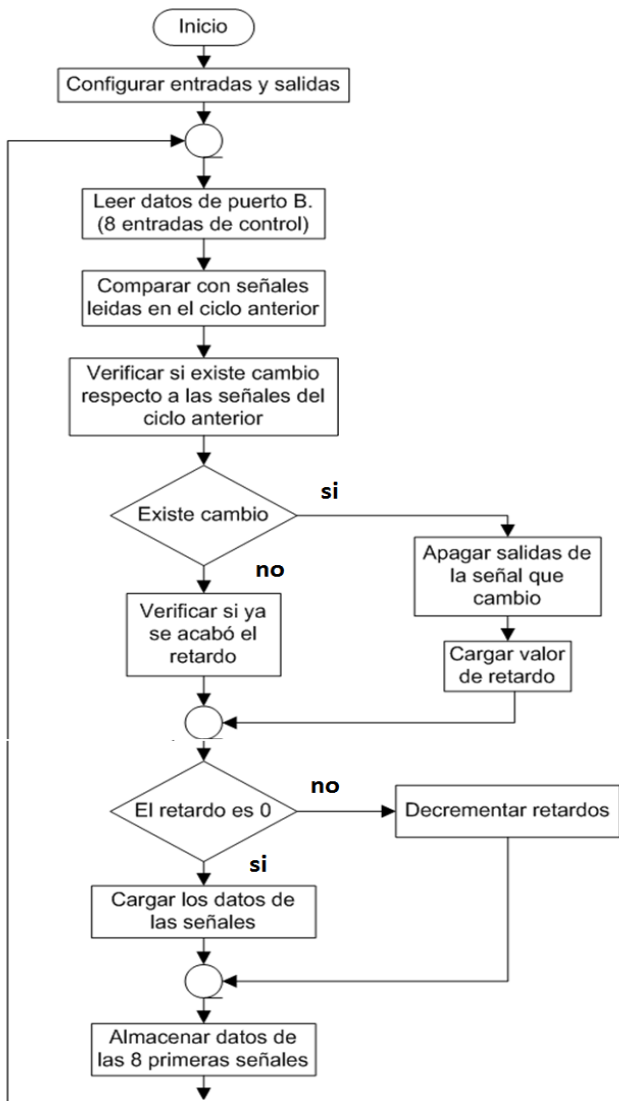 Inicio
Configurar entradas y salidas
Leer datos de puerto B.
(8 entradas de control)
Comparar con señales
leidas en el ciclo anterior
Verificar si existe cambio
respecto a las señales del
ciclo anterior
Existe cambio
si
no
Apagar salidas de
la señal que
cambio
Verificar si ya
se acabó el
retardo
Cargar valor
de retardo
El retardo es 0
no
Decrementar retardos
si
Cargar los datos de
las señales
Almacenar datos de
las 8 primeras señales